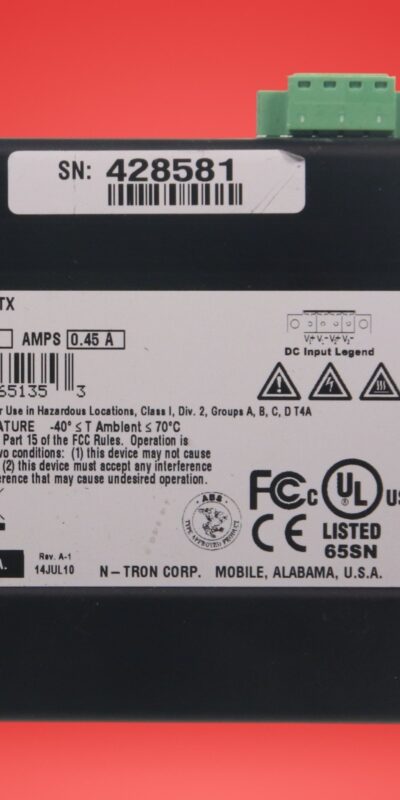 SN: 428581
TX
AMPS 0.45 A
V₁+ V₁- V₂+ V₂-
DC Input Legend
65135 3
r Use in Hazardous Locations, Class I, Div. 2, Groups A, B, C, D T4A
ATURE -40° ≤ T Ambient ≤ 70°C
Part 15 of the FCC Rules. Operation is
wo conditions: (1) this device may not cause
(2) this device must accept any interference
erence that may cause undesired operation.
ABS
TYPE APPROVED PRODUCT
FC
CE
C UL US
LISTED
65SN
A.
Rev. A-1
14JUL10
N-TRON CORP. MOBILE, ALABAMA, U.S.A.